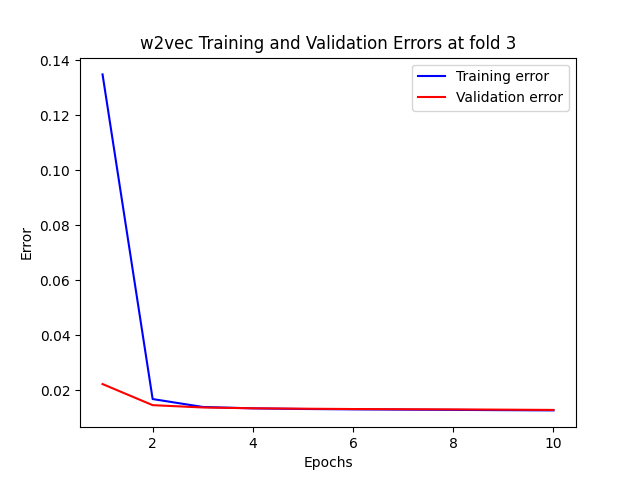 w2vec Training and Validation Errors at fold 3
Training error
Validation error
0.14
0.12
0.10
0.08
0.06
0.04
0.02
Error
2 4 6 8 10
Epochs